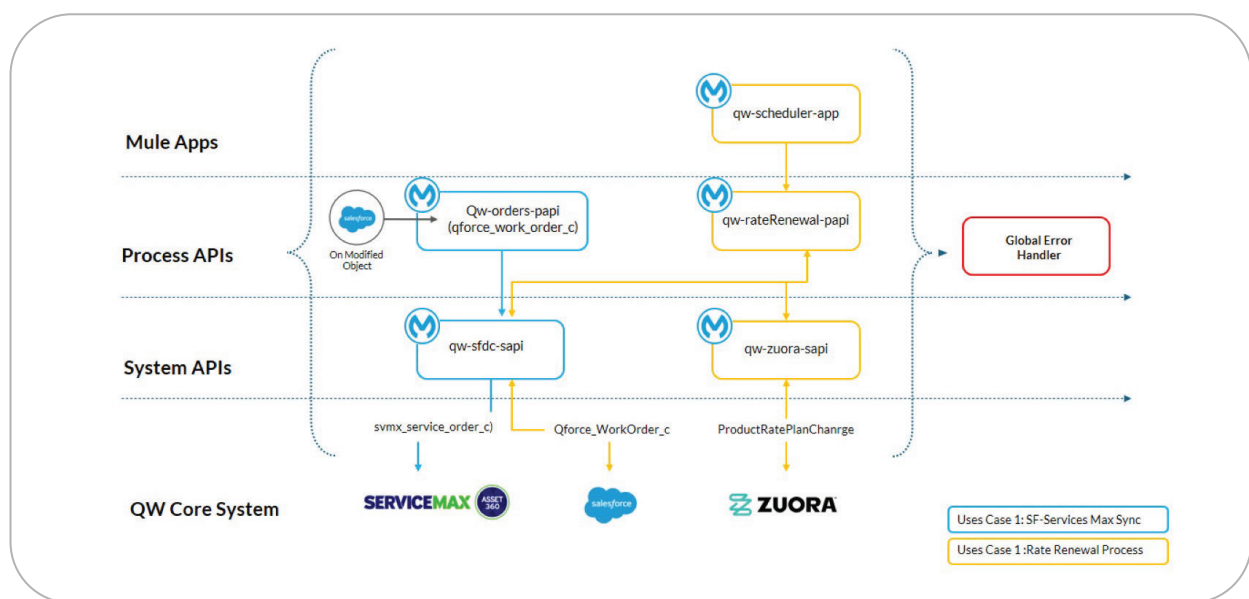 qw-scheduler-app
Mule Apps
salesforce
On Modified
Object
Qw-orders-papi
(qforce_work_order_c)
qw-rateRenewal-papi
Process APIs
Global Error
Handler
qw-sfdc-sapi
qw-zuora-sapi
System APIs
svmx_service_order_c)
Qforce_WorkOrder_c
ProductRatePlanChanrge
QW Core System
SERVICEMAX
ASSET
360
salesforce
ZUORA
Uses Case 1: SF-Services Max Sync
Uses Case 1 :Rate Renewal Process